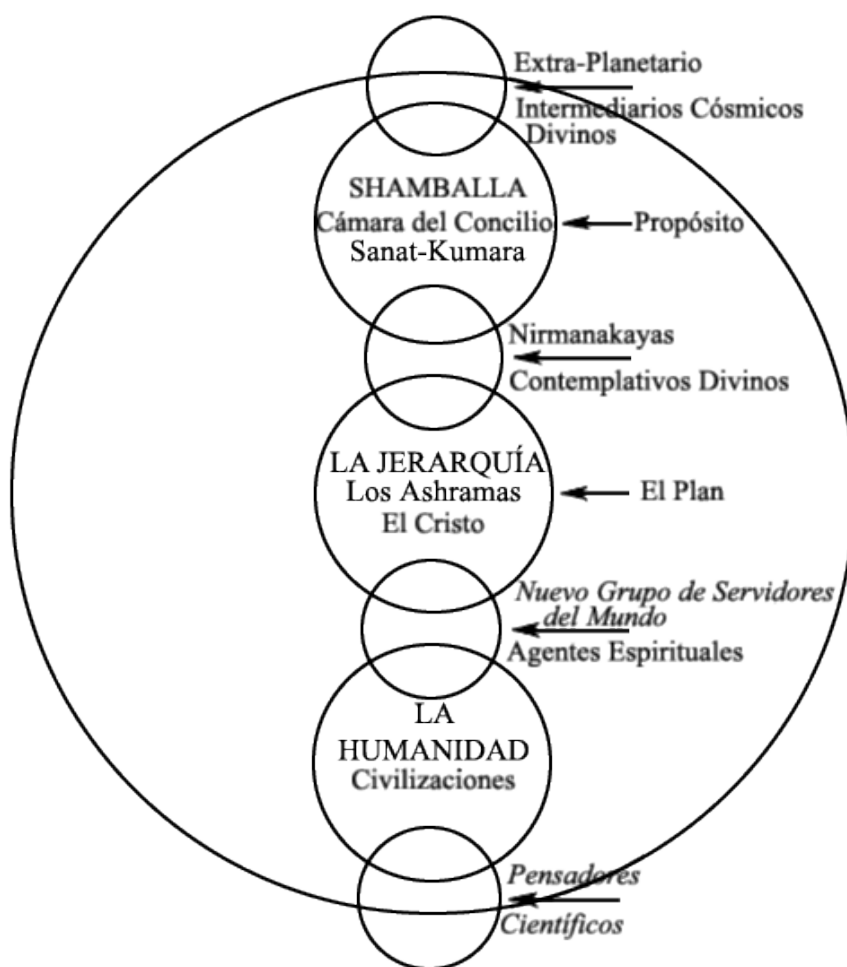 Extra-Planetario
Intermediarios Cósmicos
Divinos
SHAMBALLA
Cámara del Concilio
Sanat-Kumara
Propósito
Nirmanakayas
Contemplativos Divinos
LA JERARQUÍA
Los Ashramas
El Cristo
El Plan
Nuevo Grupo de Servidores
del Mundo
Agentes Espirituales
LA
HUMANIDAD
Civilizaciones
Pensadores
Científicos